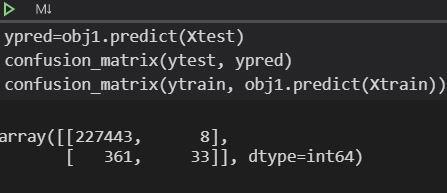 M↓
ypred=obj1.predict(Xtest)
confusion_matrix(ytest, ypred)
confusion_matrix(ytrain, obj1.predict(Xtrain))
array([[227443,      8],
       [   361,     33]], dtype=int64)